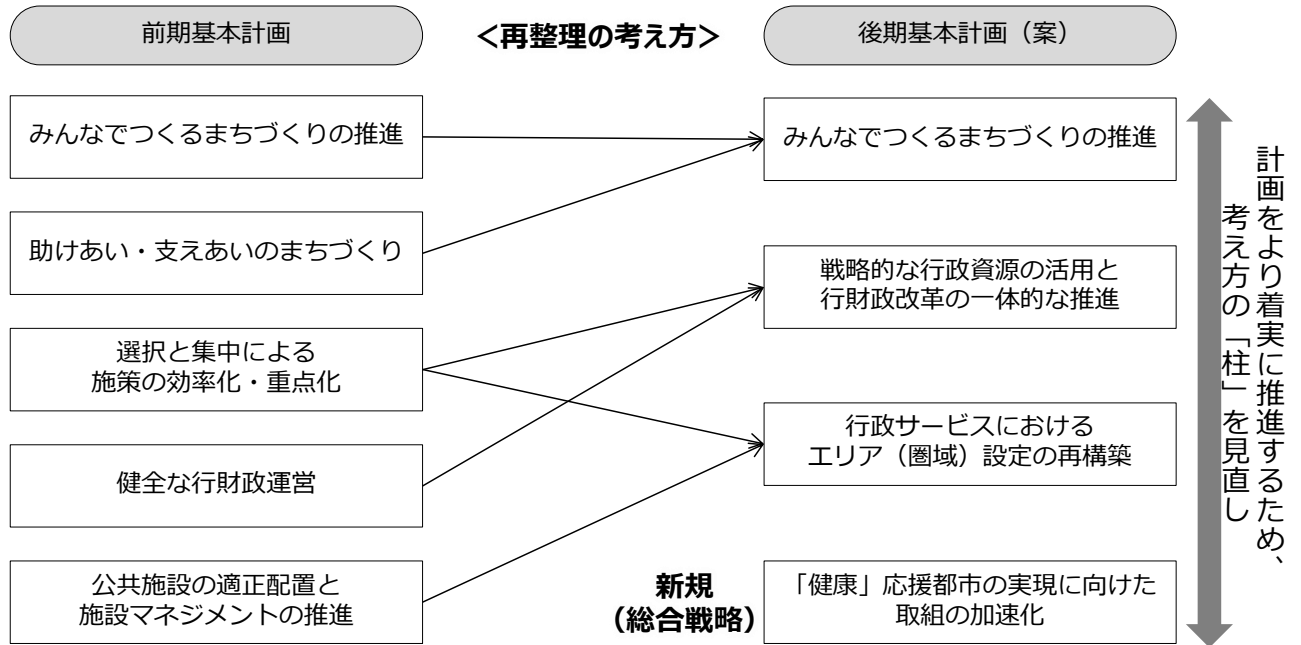 前期基本計画
<再整理の考え方>
後期基本計画（案）
みんなでつくるまちづくりの推進
助けあい・支えあいのまちづくり
選択と集中による
施策の効率化・重点化
健全な行財政運営
公共施設の適正配置と
施設マネジメントの推進
みんなでつくるまちづくりの推進
戦略的な行政資源の活用と
行財政改革の一体的な推進
行政サービスにおける
エリア（圏域）設定の再構築
新規
（総合戦略）
「健康」応援都市の実現に向けた
取組の加速化
計画をより着実に推進するため、
考え方の「柱」を見直し